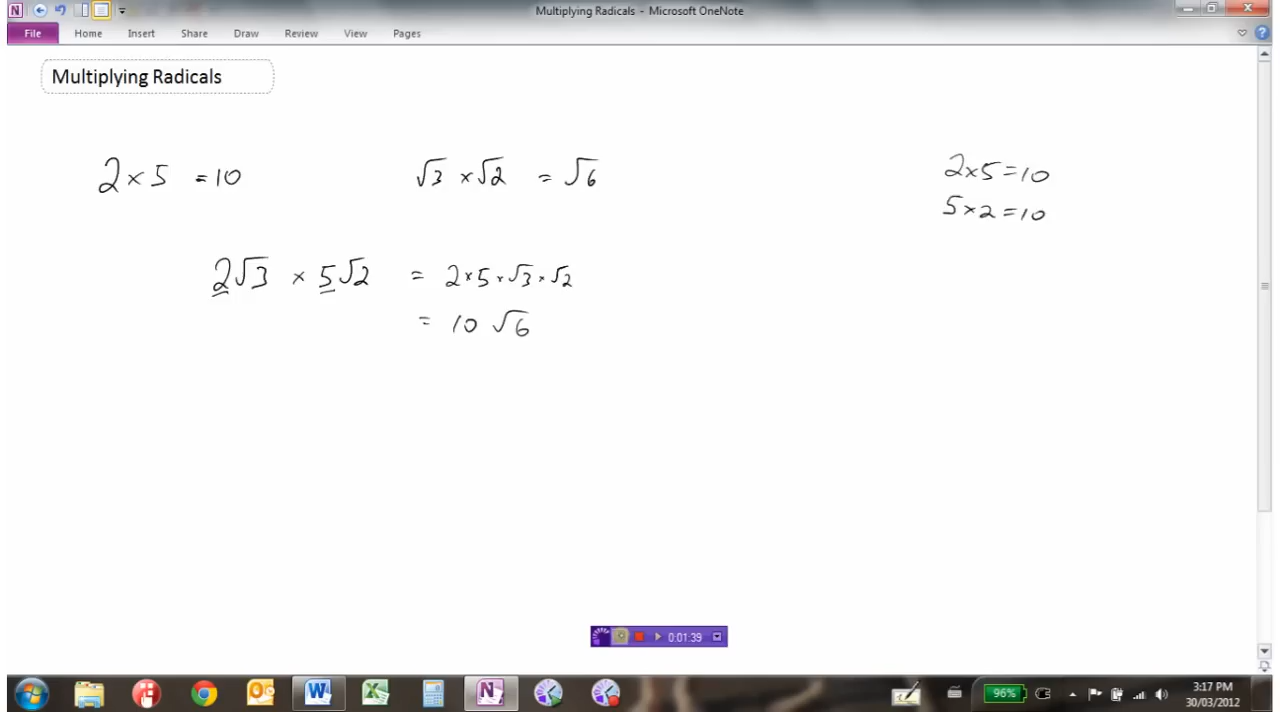 Multiplying Radicals - Microsoft OneNote
File Home Insert Share Draw Review View Pages
Multiplying Radicals
2 × 5 = 10
√3 × √2 = √6
2√3 × 5√2 = 2 × 5 × √3 × √2
= 10 √6
2×5=10
5×2=10
0:01:39
96%
3:17 PM
30/03/2012